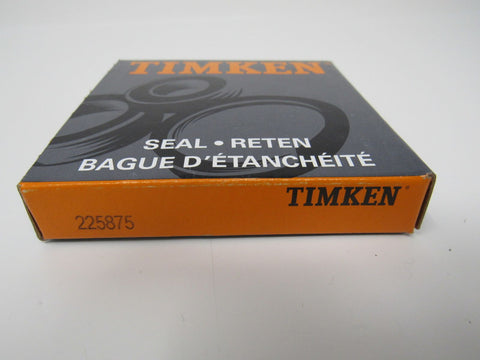 TIMKEN
SEAL • RETEN
BAGUE D'ÉTANCHÉITÉ
TIMKEN
225875